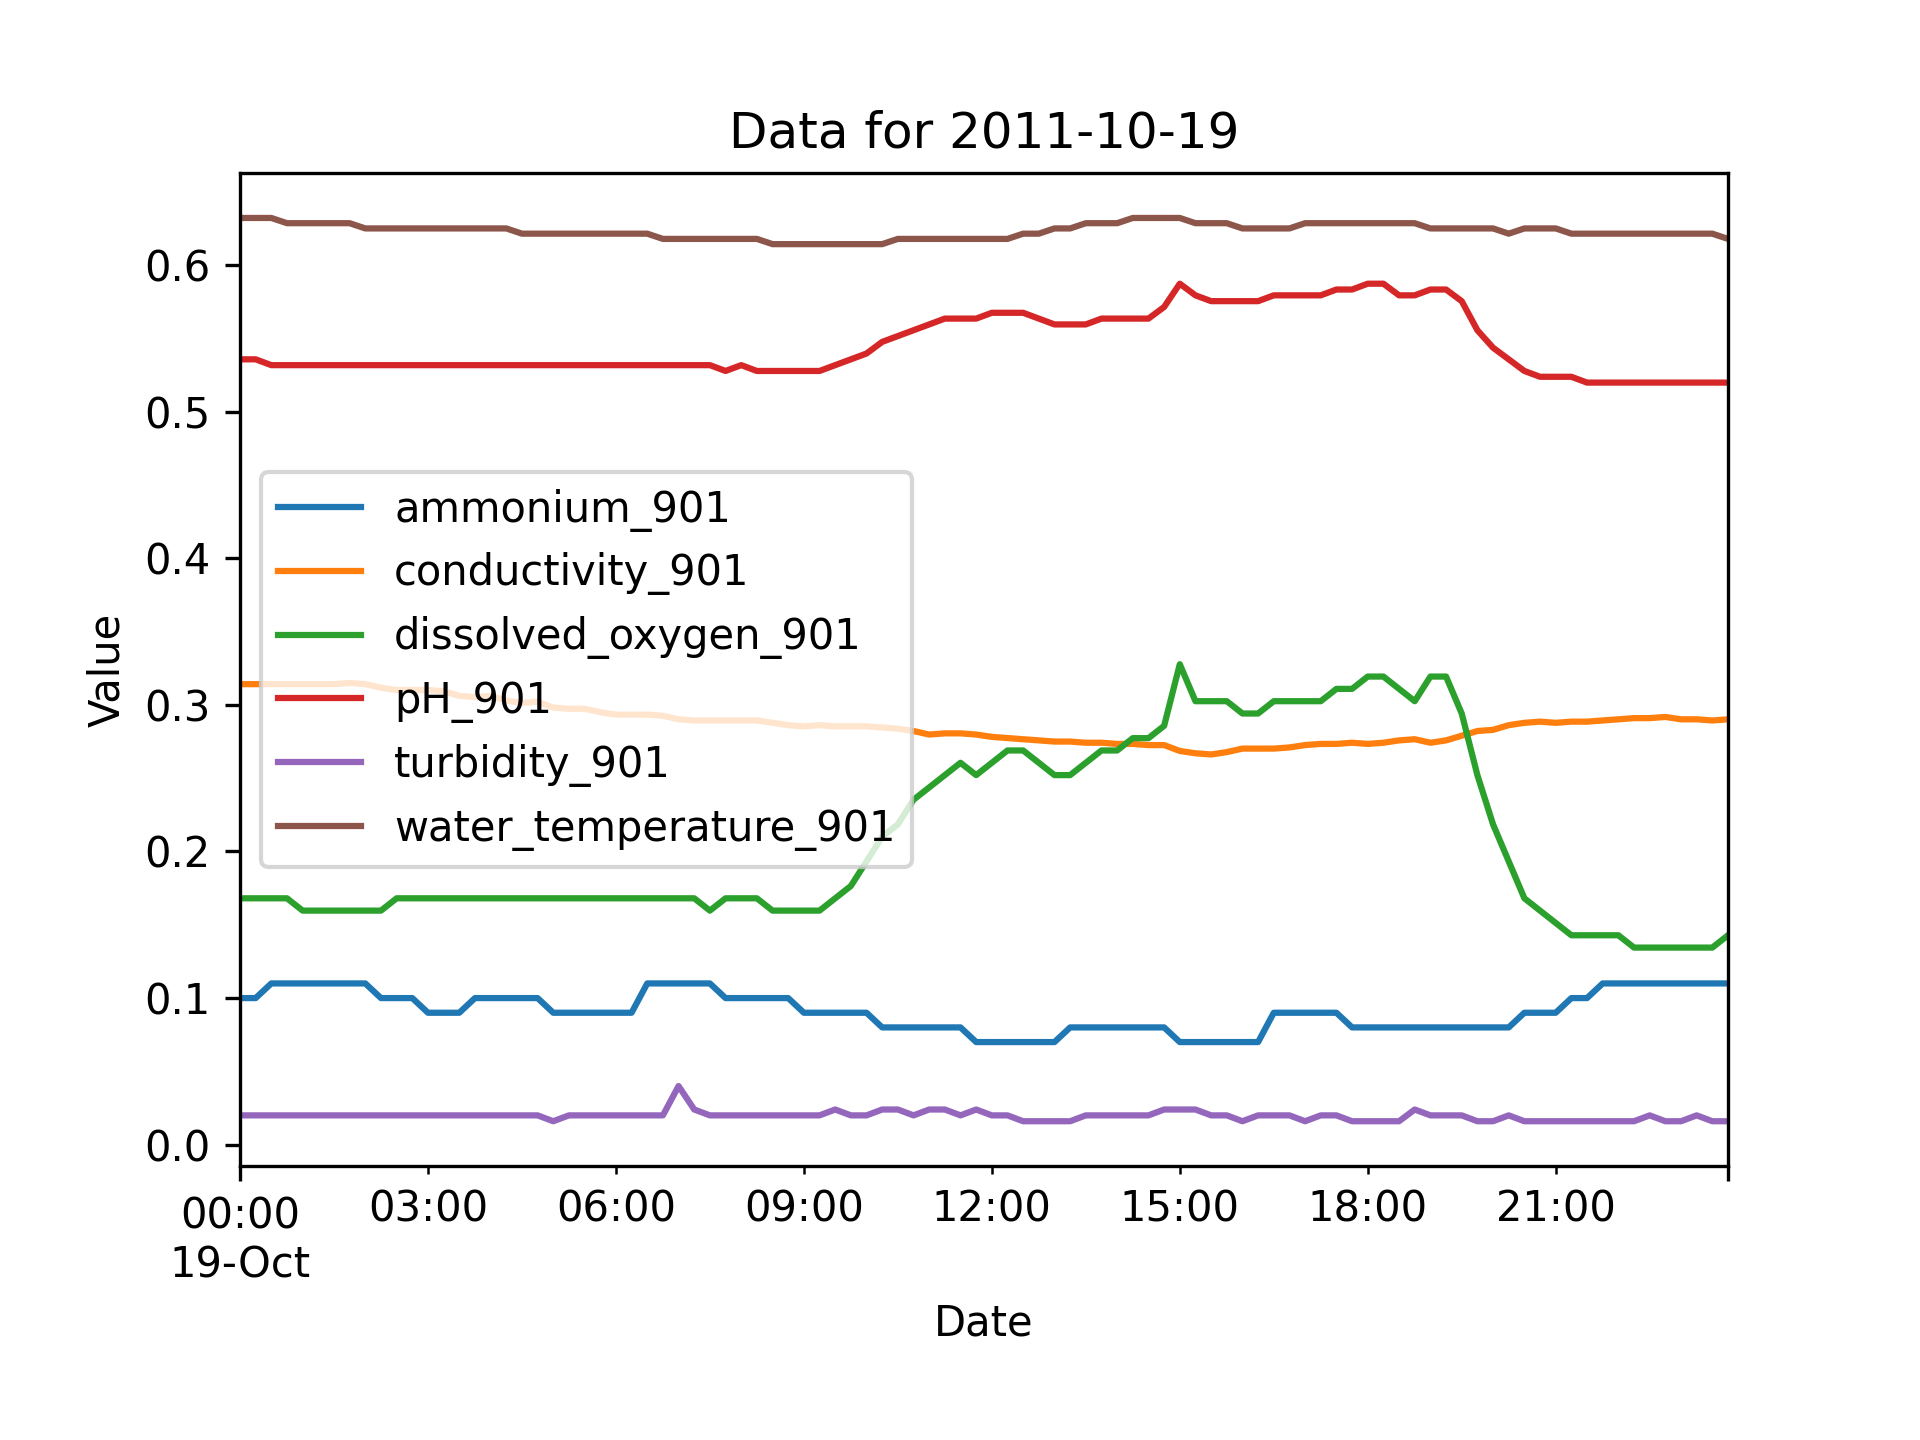 Data for 2011-10-19
0.6
0.5
0.4
0.3
0.2
0.1
0.0
Value
ammonium_901
conductivity_901
dissolved_oxygen_901
pH_901
turbidity_901
water_temperature_901
00:00 03:00 06:00 09:00 12:00 15:00 18:00 21:00
19-Oct
Date